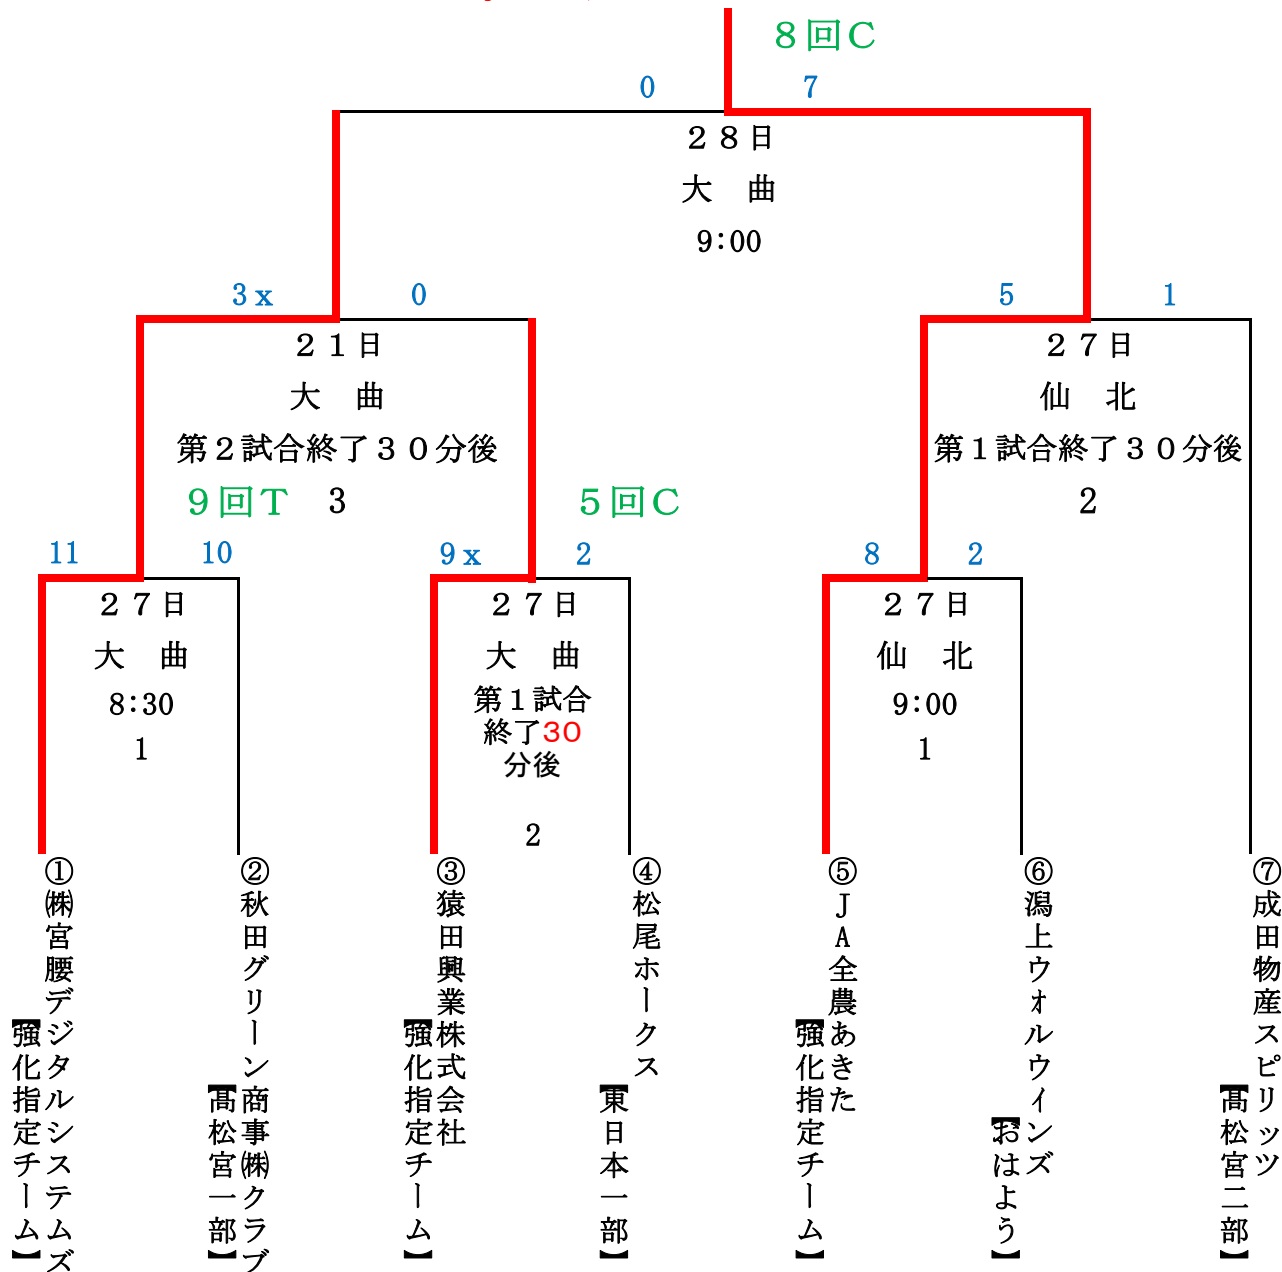 ８回Ｃ
0
7
２８日
大　曲
9:00
3ｘ
0
5
1
２１日
大　曲
第２試合終了３０分後
3
２７日
仙　北
第１試合終了３０分後
2
９回Ｔ
５回Ｃ
11
10
9ｘ
2
8
2
２７日
大　曲
8:30
1
２７日
大　曲
第１試合
終了30
分後
2
２７日
仙　北
9:00
1
①㈱宮腰デジタルシステムズ
【強化指定チーム】
②秋田グリーン商事㈱クラブ
【髙松宮一部】
③猿田興業株式会社
【強化指定チーム】
④松尾ホークス
【東日本一部】
⑤ＪＡ全農あきた
【強化指定チーム】
⑥潟上ウォルウィンズ
【おはよう】
⑦成田物産スピリッツ
【髙松宮二部】